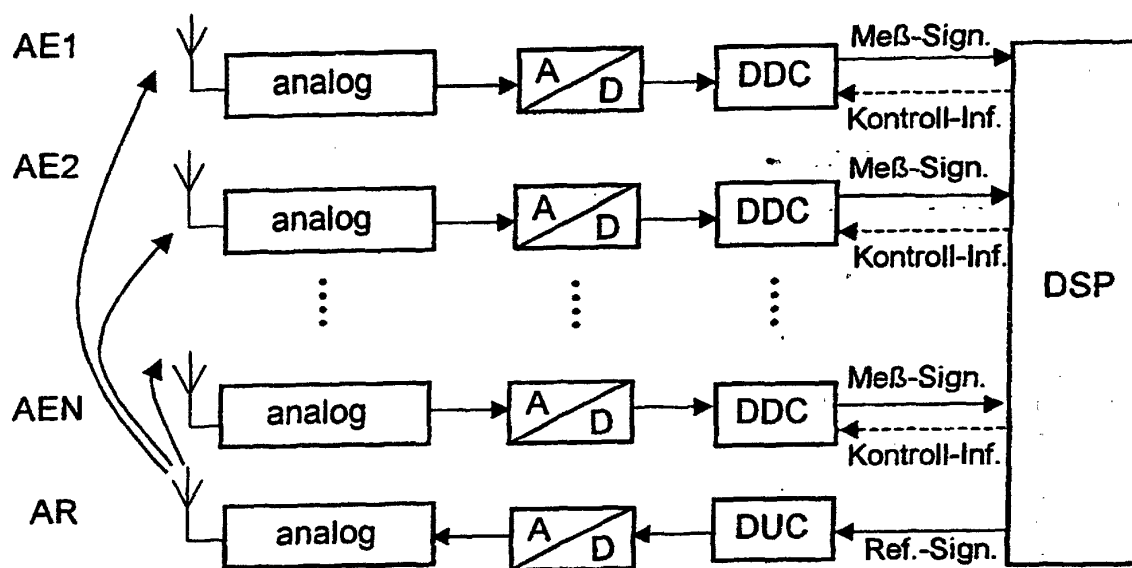 AE1
analog
A
D
DDC
Meß-Sign.
Kontroll-Inf.
AE2
analog
A
D
DDC
Meß-Sign.
Kontroll-Inf.
DSP
AEN
analog
A
D
DDC
Meß-Sign.
Kontroll-Inf.
AR
analog
A
D
DUC
Ref.-Sign.